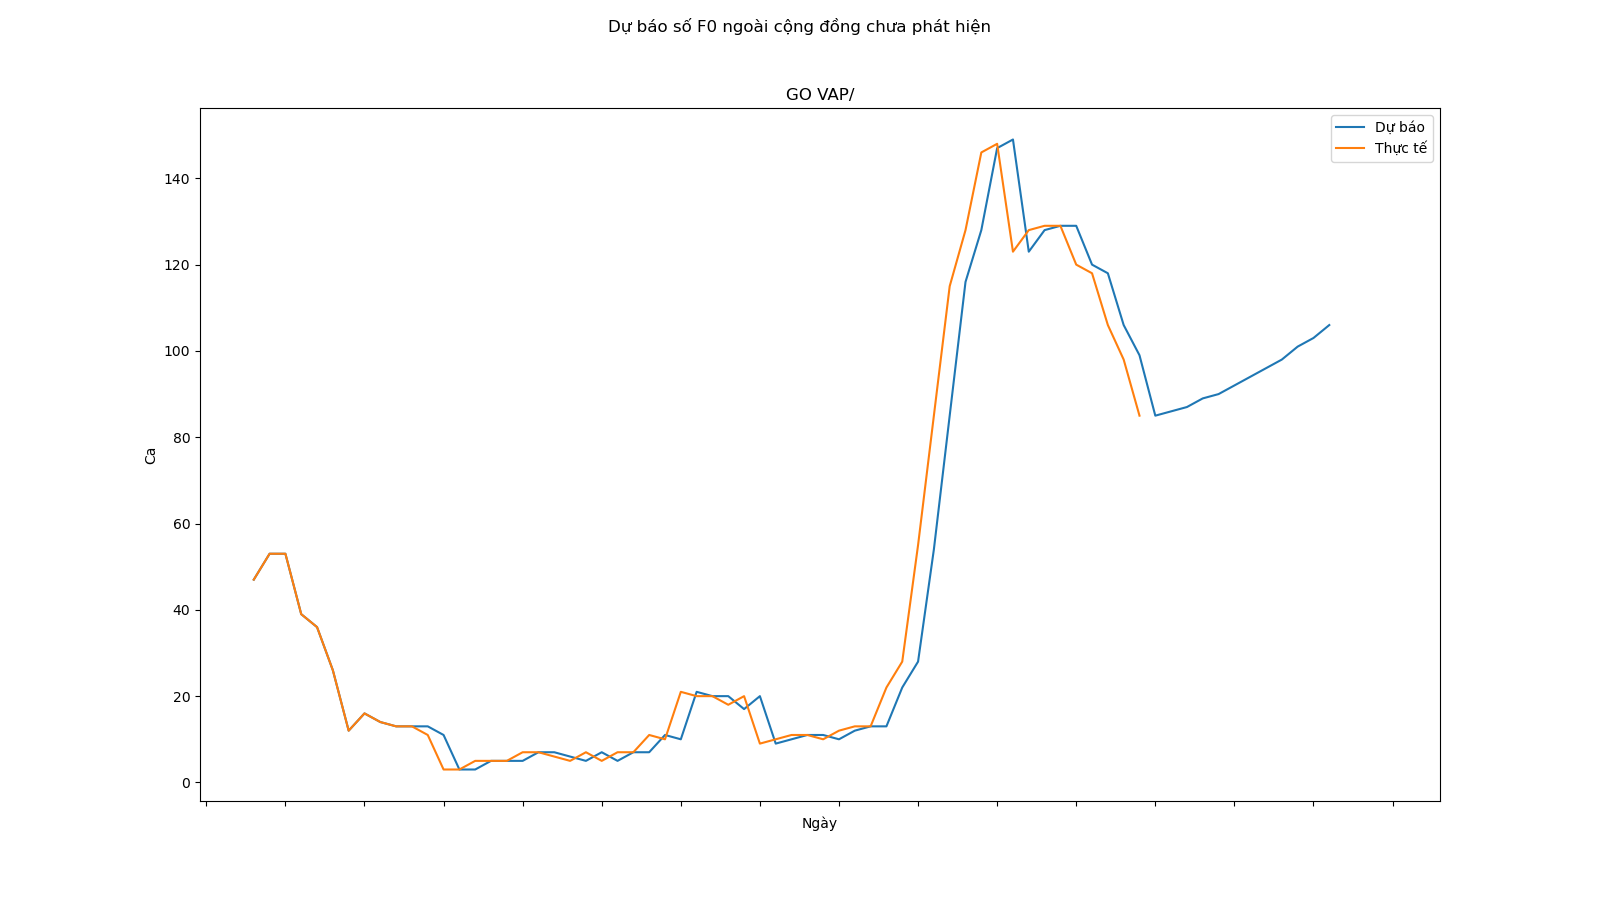 Dự báo số F0 ngoài cộng đồng chưa phát hiện
GO VAP/
Dự báo
Thực tế
140
120
100
80
60
40
20
0
Ca
Ngày